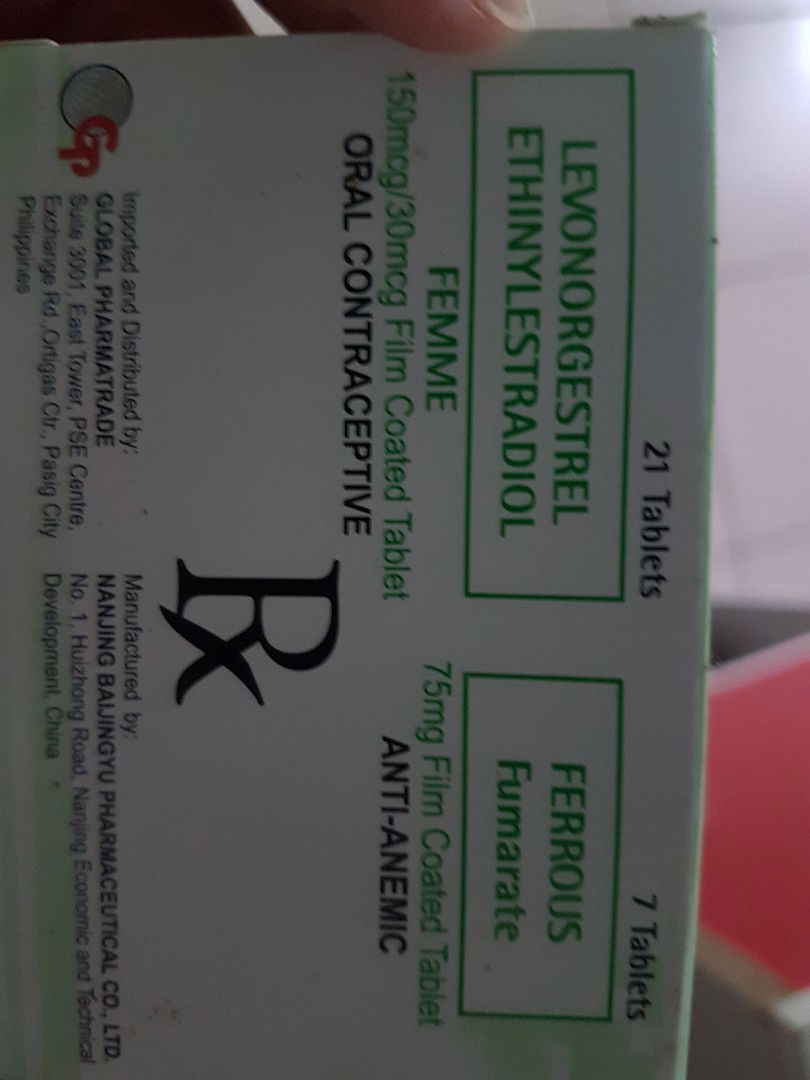 21 Tablets
LEVONORGESTREL
ETHINYLESTRADIOL
FEMME
150mcg/30mcg Film Coated Tablet
ORAL CONTRACEPTIVE
7 Tablets
FERROUS
Fumarate
75mg Film Coated Tablet
ANTI-ANEMIC
Rx
GP
Imported and Distributed by:
GLOBAL PHARMATRADE
Suite 3001, East Tower, PSE Centre,
Exchange Rd., Ortigas Ctr., Pasig City
Philippines
Manufactured by:
NANJING BAIJINGYU PHARMACEUTICAL CO., LTD.
No. 1, Huizhong Road, Nanjing Economic and Technical
Development, China